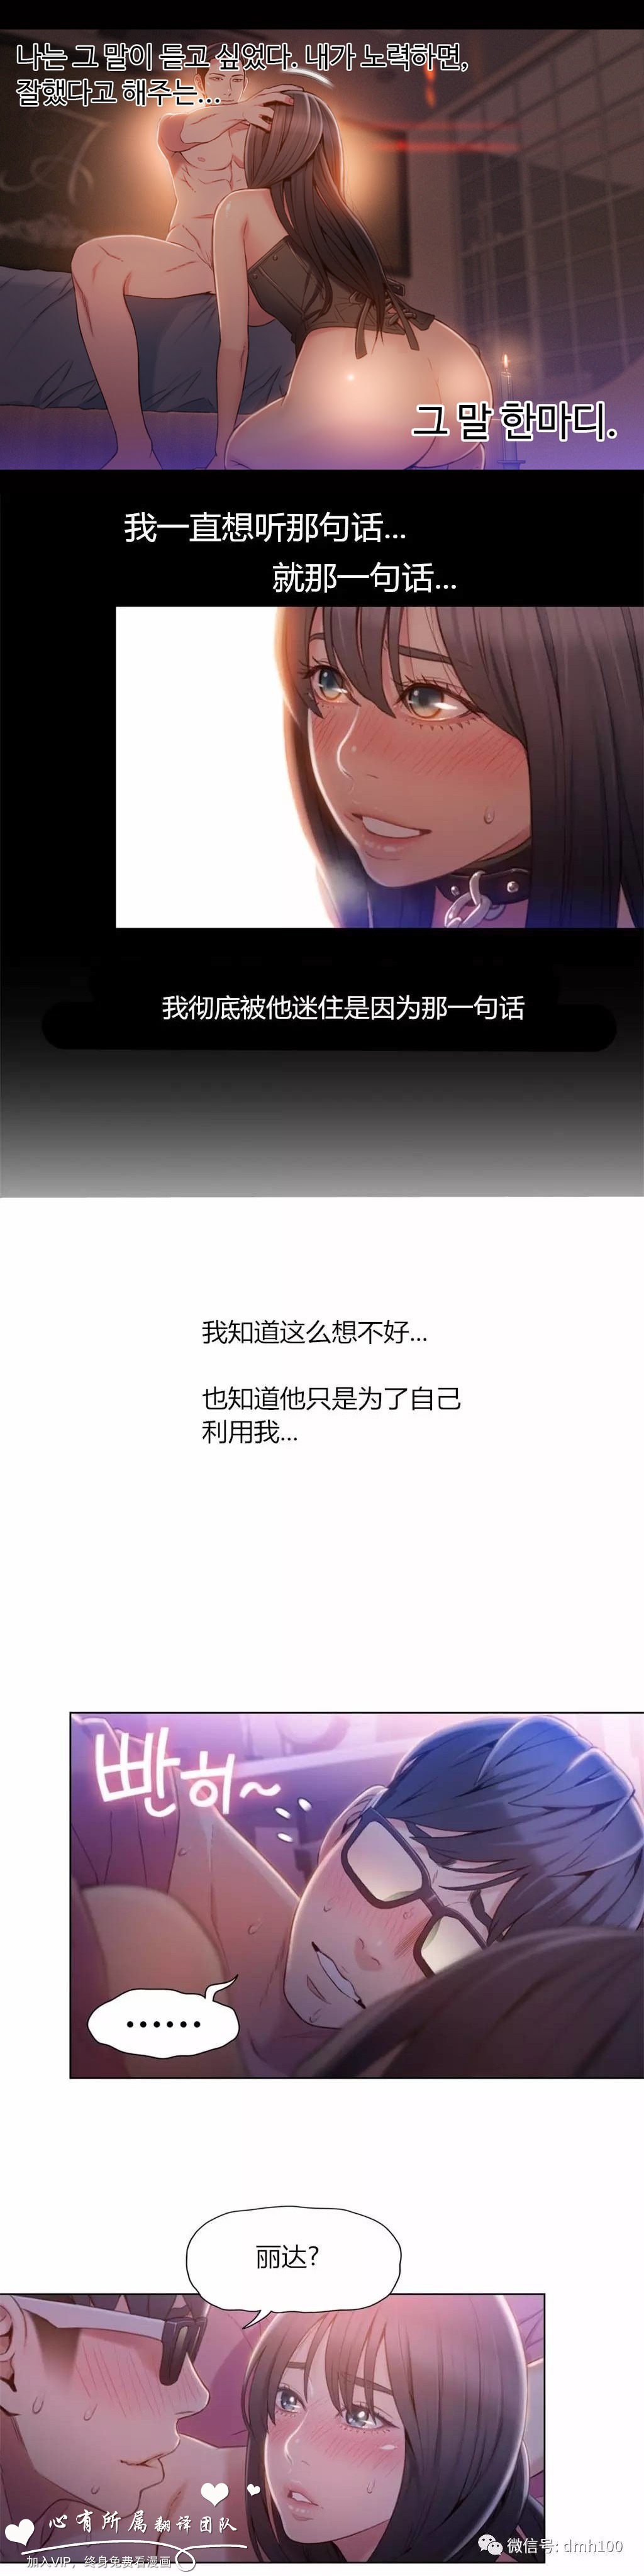 나는 그 말이 듣고 싶었다. 내가 노력하면,
잘했다고 해주는...
그 말 한마디.
我一直想听那句话...
就那一句话...
我彻底被他迷住是因为那一句话
我知道这么想不好...
也知道他只是为了自己
利用我...
빤히~
......
丽达?
心有所属翻译团队
加入VIP，终身免费看漫画
微信号: dmh100